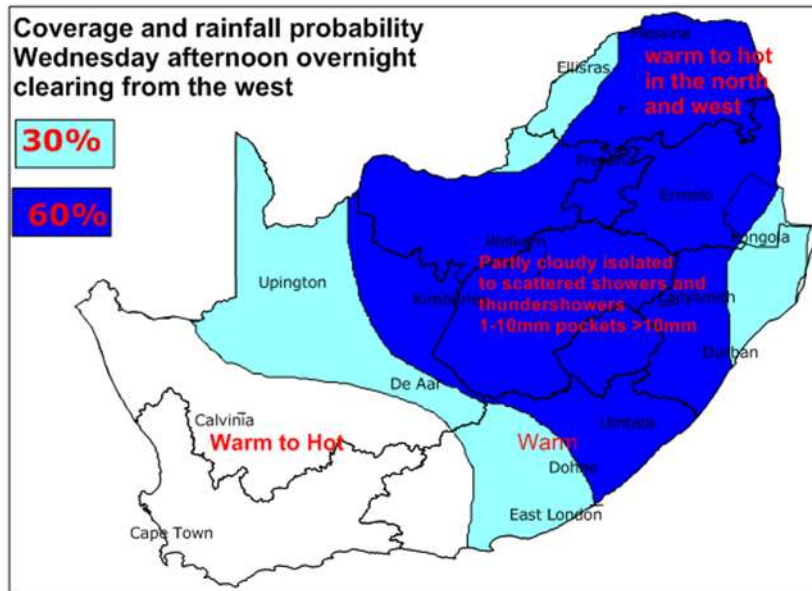 Coverage and rainfall probability
Wednesday afternoon overnight
clearing from the west
30%
60%
Messina
Ellisras
warm to hot
in the north
and west
Pretoria
Ermelo
Pongola
Welkom
Partly cloudy isolated
to scattered showers and
thundershowers
1-10mm pockets >10mm
Upington
Kimberley
Ladysmith
Durban
De Aar
Calvinia
Warm to Hot
Warm
Umtata
Dohne
East London
Cape Town